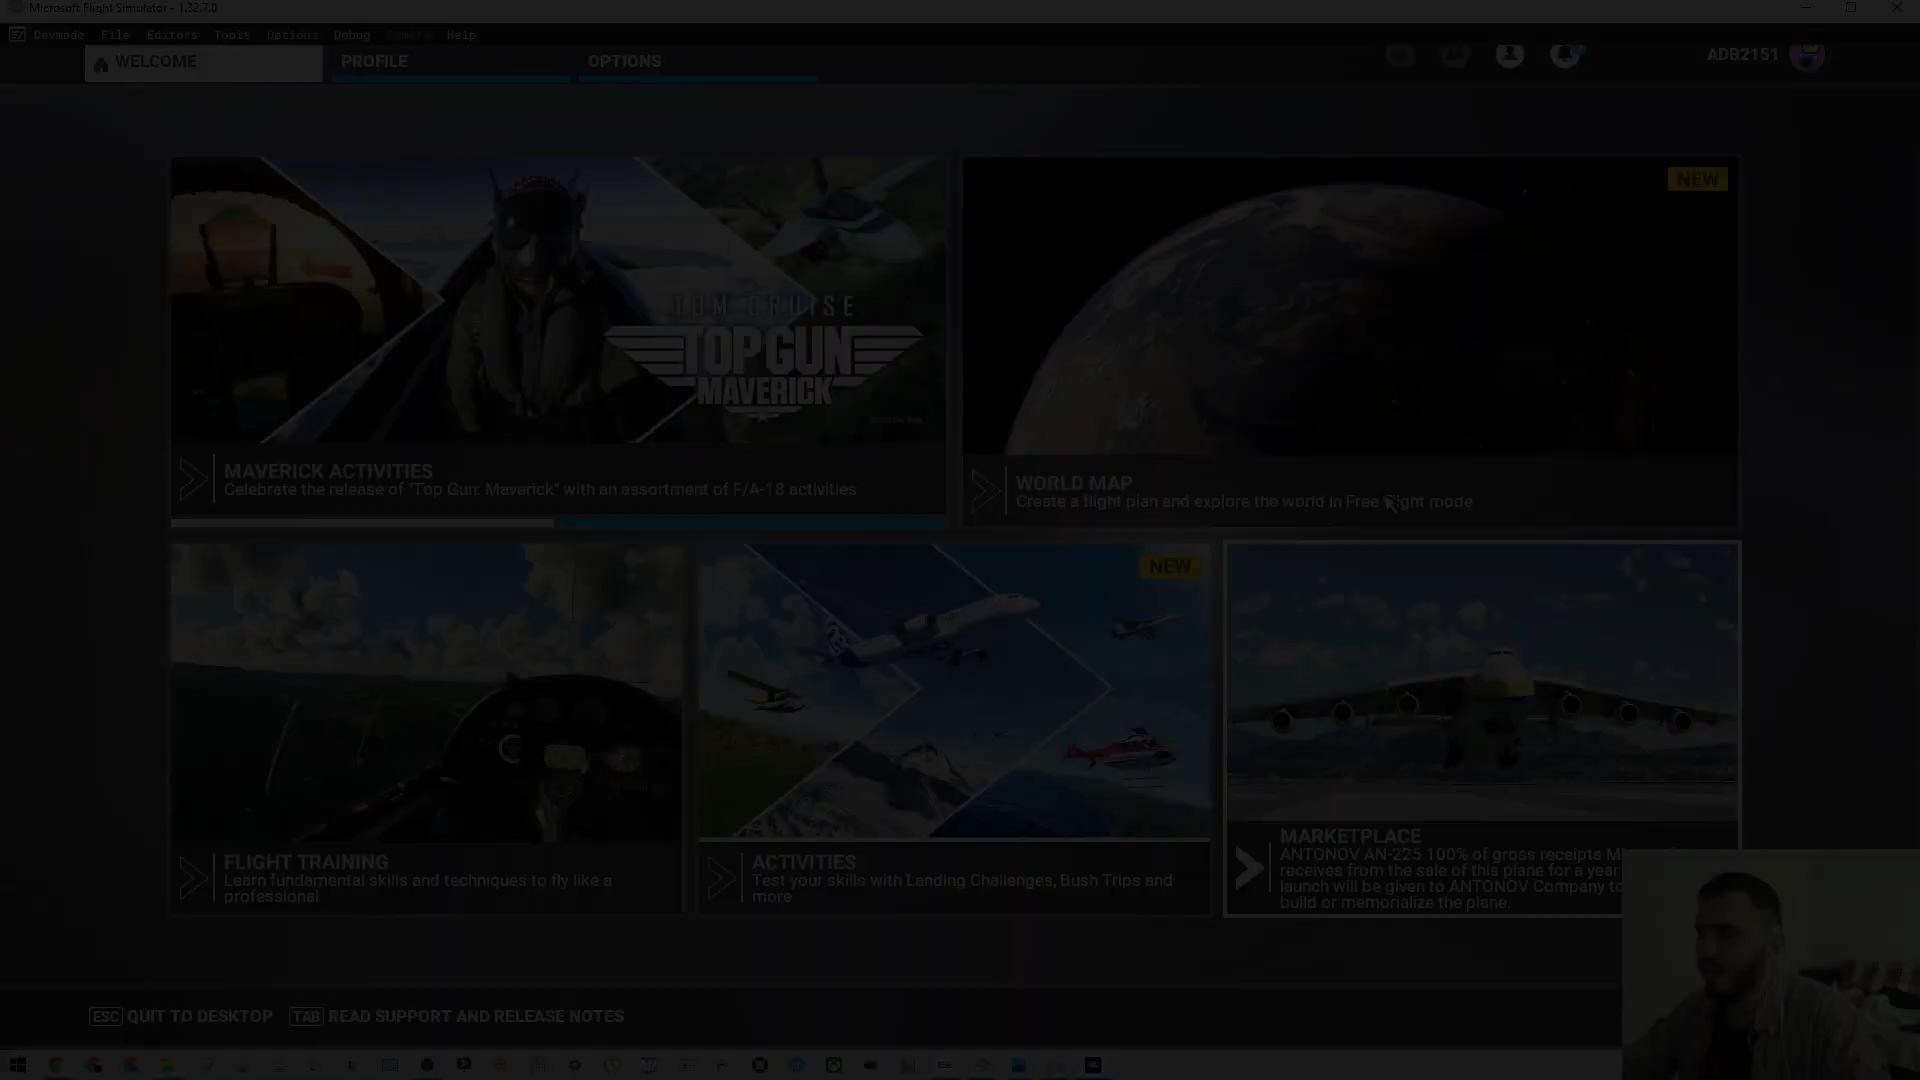 Microsoft Flight Simulator - 1.32.7.0
Devmode File Editors Tools Options Debug Camera Help
WELCOME PROFILE OPTIONS
ADB2151
NEW
TOM CRUISE
TOP GUN
MAVERICK
MAVERICK ACTIVITIES
Celebrate the release of "Top Gun: Maverick" with an assortment of F/A-18 activities
WORLD MAP
Create a flight plan and explore the world in Free Flight mode
NEW
FLIGHT TRAINING
Learn fundamental skills and techniques to fly like a
professional
ACTIVITIES
Test your skills with Landing Challenges, Bush Trips and
more
MARKETPLACE
ANTONOV AN-225 100% of gross receipts
receives from the sale of this plane for a year
launch will be given to ANTONOV Company to
build or memorialize the plane.
ESC QUIT TO DESKTOP TAB READ SUPPORT AND RELEASE NOTES